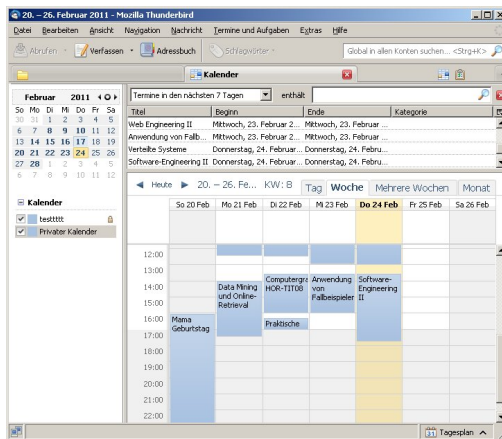 20. – 26. Februar 2011 - Mozilla Thunderbird
Datei Bearbeiten Ansicht Navigation Nachricht Termine und Aufgaben Extras Hilfe
Abrufen Verfassen Adressbuch Schlagwörter Global in allen Konten suchen... <Strg+K>
Kalender
Februar 2011
So Mo Di Mi Do Fr Sa
30 31 1 2 3 4 5
6 7 8 9 10 11 12
13 14 15 16 17 18 19
20 21 22 23 24 25 26
27 28 1 2 3 4 5
6 7 8 9 10 11 12
Kalender
testtttt
Privater Kalender
Termine in den nächsten 7 Tagen enthält
Titel Beginn Ende Kategorie
Web Engineering II Mittwoch, 23. Februar 2... Mittwoch, 23. Februar ...
Anwendung von Fallb... Mittwoch, 23. Februar ... Mittwoch, 23. Februar ...
Verteilte Systeme Donnerstag, 24. Februar... Donnerstag, 24. Febru...
Software-Engineering II Donnerstag, 24. Februar... Donnerstag, 24. Febru...
Heute 20. – 26. Fe... KW: 8 Tag Woche Mehrere Wochen Monat
So 20 Feb Mo 21 Feb Di 22 Feb Mi 23 Feb Do 24 Feb Fr 25 Feb Sa 26 Feb
12:00
13:00
14:00
15:00
16:00
17:00
18:00
19:00
20:00
21:00
22:00
Mama
Geburtstag
Data Mining
und Online-
Retrieval
Computergra
HOR-TIT08
Praktische
Anwendung
von
Fallbeispieler
Software-
Engineering
II
Tagesplan